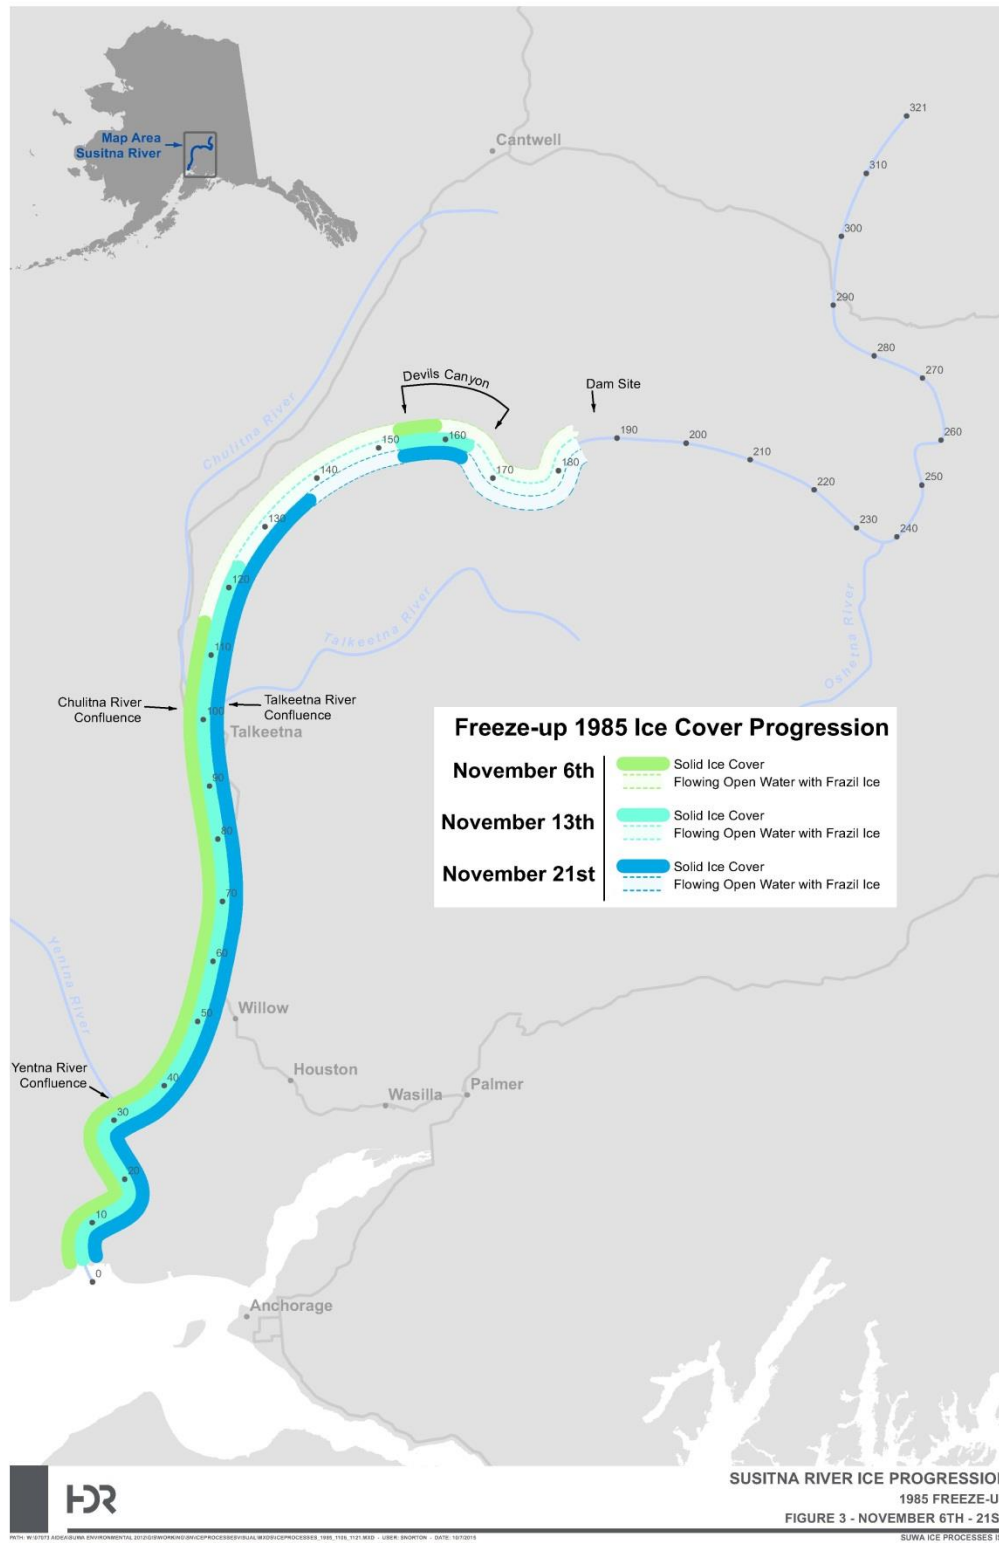 Map Area
Susitna River
Cantwell
321
310
300
290
280
270
260
250
240
230
220
210
200
190
Dam Site
Devils Canyon
Chulitna River
150
160
170
180
140
130
120
110
100
Talkeetna River
Oshetna River
Chulitna River
Confluence
Talkeetna River
Confluence
Talkeetna
Freeze-up 1985 Ice Cover Progression
November 6th
Solid Ice Cover
Flowing Open Water with Frazil Ice
November 13th
Solid Ice Cover
Flowing Open Water with Frazil Ice
November 21st
Solid Ice Cover
Flowing Open Water with Frazil Ice
90
80
70
60
50
40
30
20
10
0
Yentna River
Willow
Houston
Wasilla
Palmer
Yentna River
Confluence
Anchorage
HDR
SUSITNA RIVER ICE PROGRESSION
1985 FREEZE-U
FIGURE 3 - NOVEMBER 6TH - 21S
SUWA ICE PROCESSES